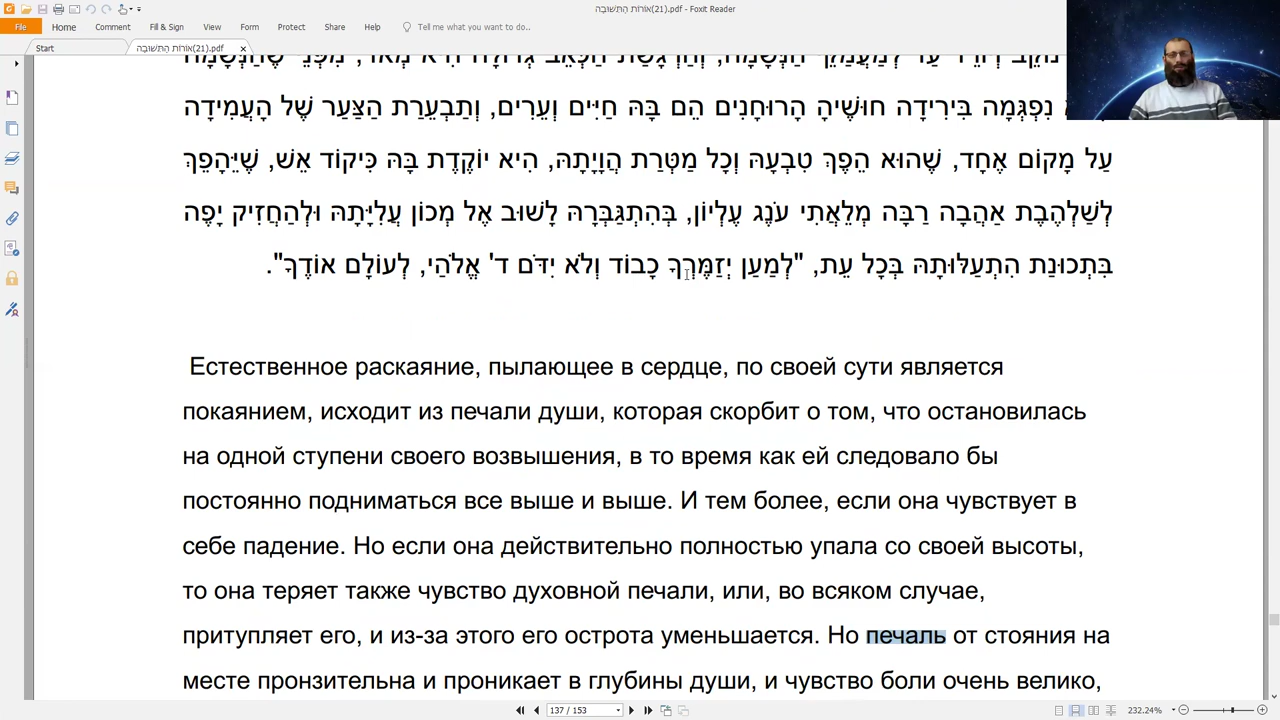 אוֹרוֹת הַתְּשׁוּבָה(21).pdf - Foxit Reader
File Home Comment Fill & Sign View Form Protect Share Help Tell me what you want to do..
Start אוֹרוֹת הַתְּשׁוּבָה(21).pdf
נִפְגְּמָה בִּירִידָה חוּשֶׁיהָ הָרוּחָנִים הֵם בָּהּ חַיִּים וְעֵרִים, וְתַבְעֵרַת הַצַּעַר שֶׁל הָעֲמִידָה
עַל מָקוֹם אֶחָד, שֶׁהוּא הֵפֶךְ טִבְעָהּ וְכָל מַטְּרַת הֲוָיָתָהּ, הִיא יוֹקֶדֶת בָּהּ כִּיקוֹד אֵשׁ, שֶׁיֵּהָפֵךְ
לְשַׁלְהֶבֶת אַהֲבָה רַבָּה מְלֵאֲתִי עֹנֶג עֶלְיוֹן, בְּהִתְגַּבְּרָהּ לָשׁוּב אֶל מְכוֹן עֲלִיָּתָהּ וּלְהַחֲזִיק יָפֶה
בִּתְכוּנַת הִתְעַלּוּתָהּ בְּכָל עֵת, "לְמַעַן יְזַמֶּרְךָ כָבוֹד וְלֹא יִדֹּם ד' אֱלֹהַי, לְעוֹלָם אוֹדֶךָּ".
Естественное раскаяние, пылающее в сердце, по своей сути является
покаянием, исходит из печали души, которая скорбит о том, что остановилась
на одной ступени своего возвышения, в то время как ей следовало бы
постоянно подниматься все выше и выше. И тем более, если она чувствует в
себе падение. Но если она действительно полностью упала со своей высоты,
то она теряет также чувство духовной печали, или, во всяком случае,
притупляет его, и из-за этого его острота уменьшается. Но печаль от стояния на
месте пронзительна и проникает в глубины души, и чувство боли очень велико,
137 / 153 232.24%